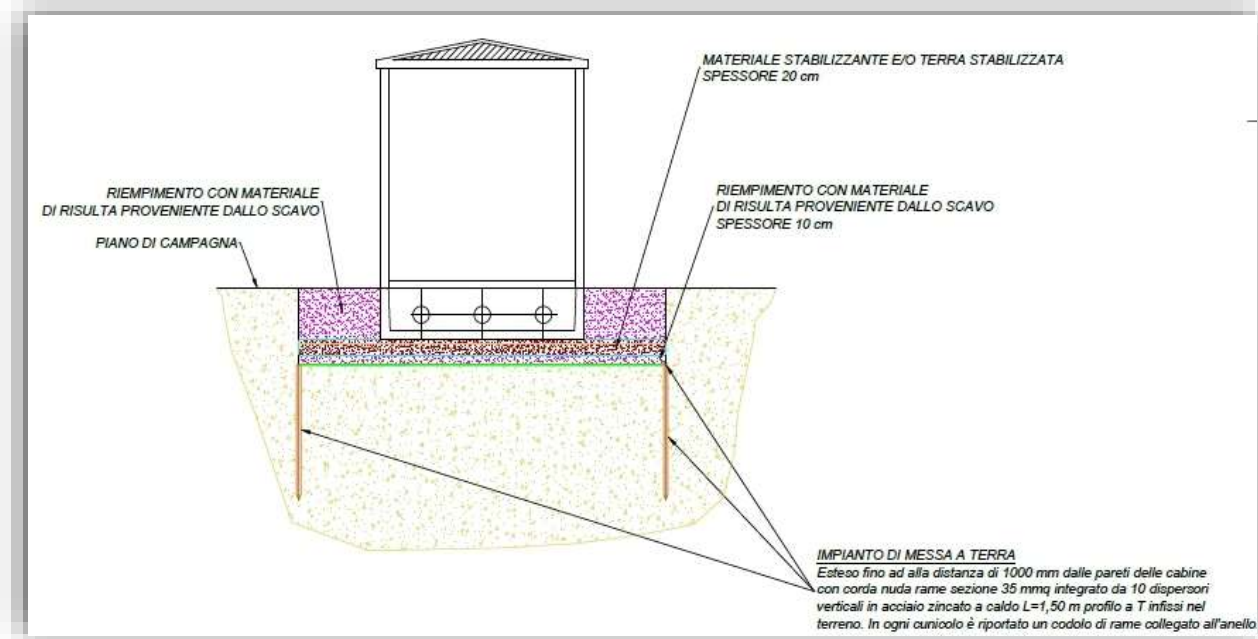 MATERIALE STABILIZZANTE E/O TERRA STABILIZZATA
SPESSORE 20 cm
RIEMPIMENTO CON MATERIALE
DI RISULTA PROVENIENTE DALLO SCAVO
PIANO DI CAMPAGNA
RIEMPIMENTO CON MATERIALE
DI RISULTA PROVENIENTE DALLO SCAVO
SPESSORE 10 cm
IMPIANTO DI MESSA A TERRA
Esteso fino ad alla distanza di 1000 mm dalle pareti delle cabine
con corda nuda rame sezione 35 mmq integrato da 10 dispersori
verticali in acciaio zincato a caldo L=1,50 m profilo a T infissi nel
terreno. In ogni cunicolo è riportato un codolo di rame collegato all'anello